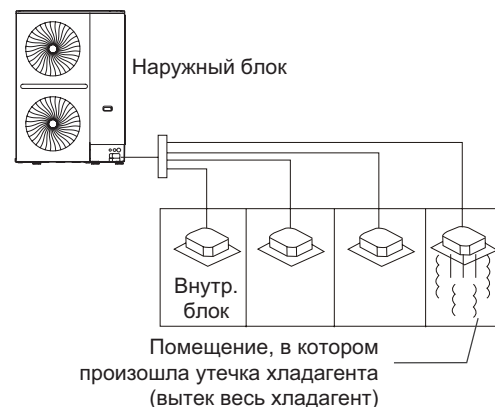 Наружный блок
Внутр.
блок
Помещение, в котором
произошла утечка хладагента
(вытек весь хладагент)